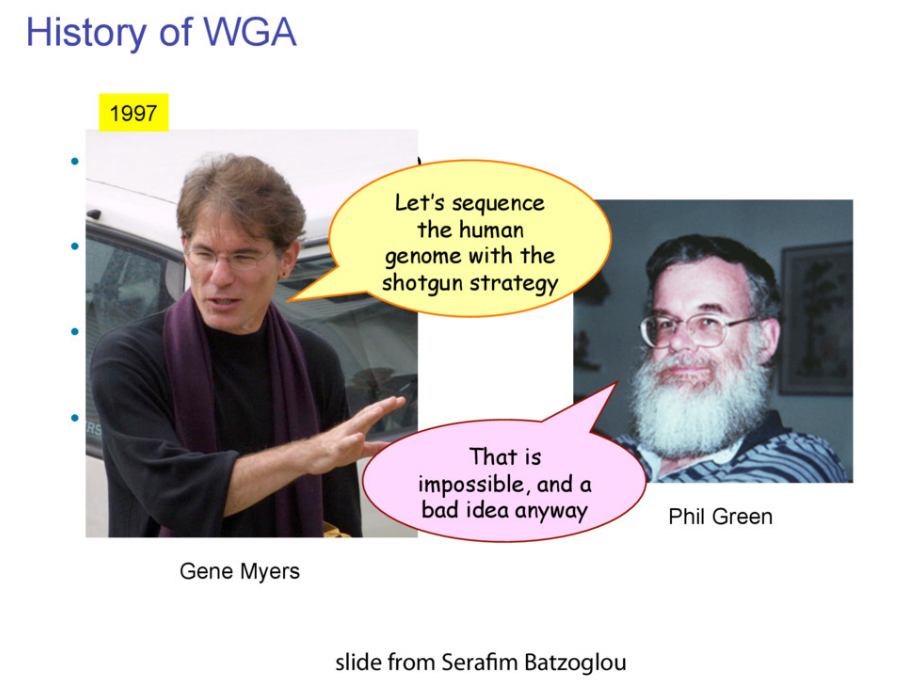 History of WGA
1997
Let's sequence
the human
genome with the
shotgun strategy
That is
impossible, and a
bad idea anyway
Phil Green
Gene Myers
slide from Serafim Batzoglou